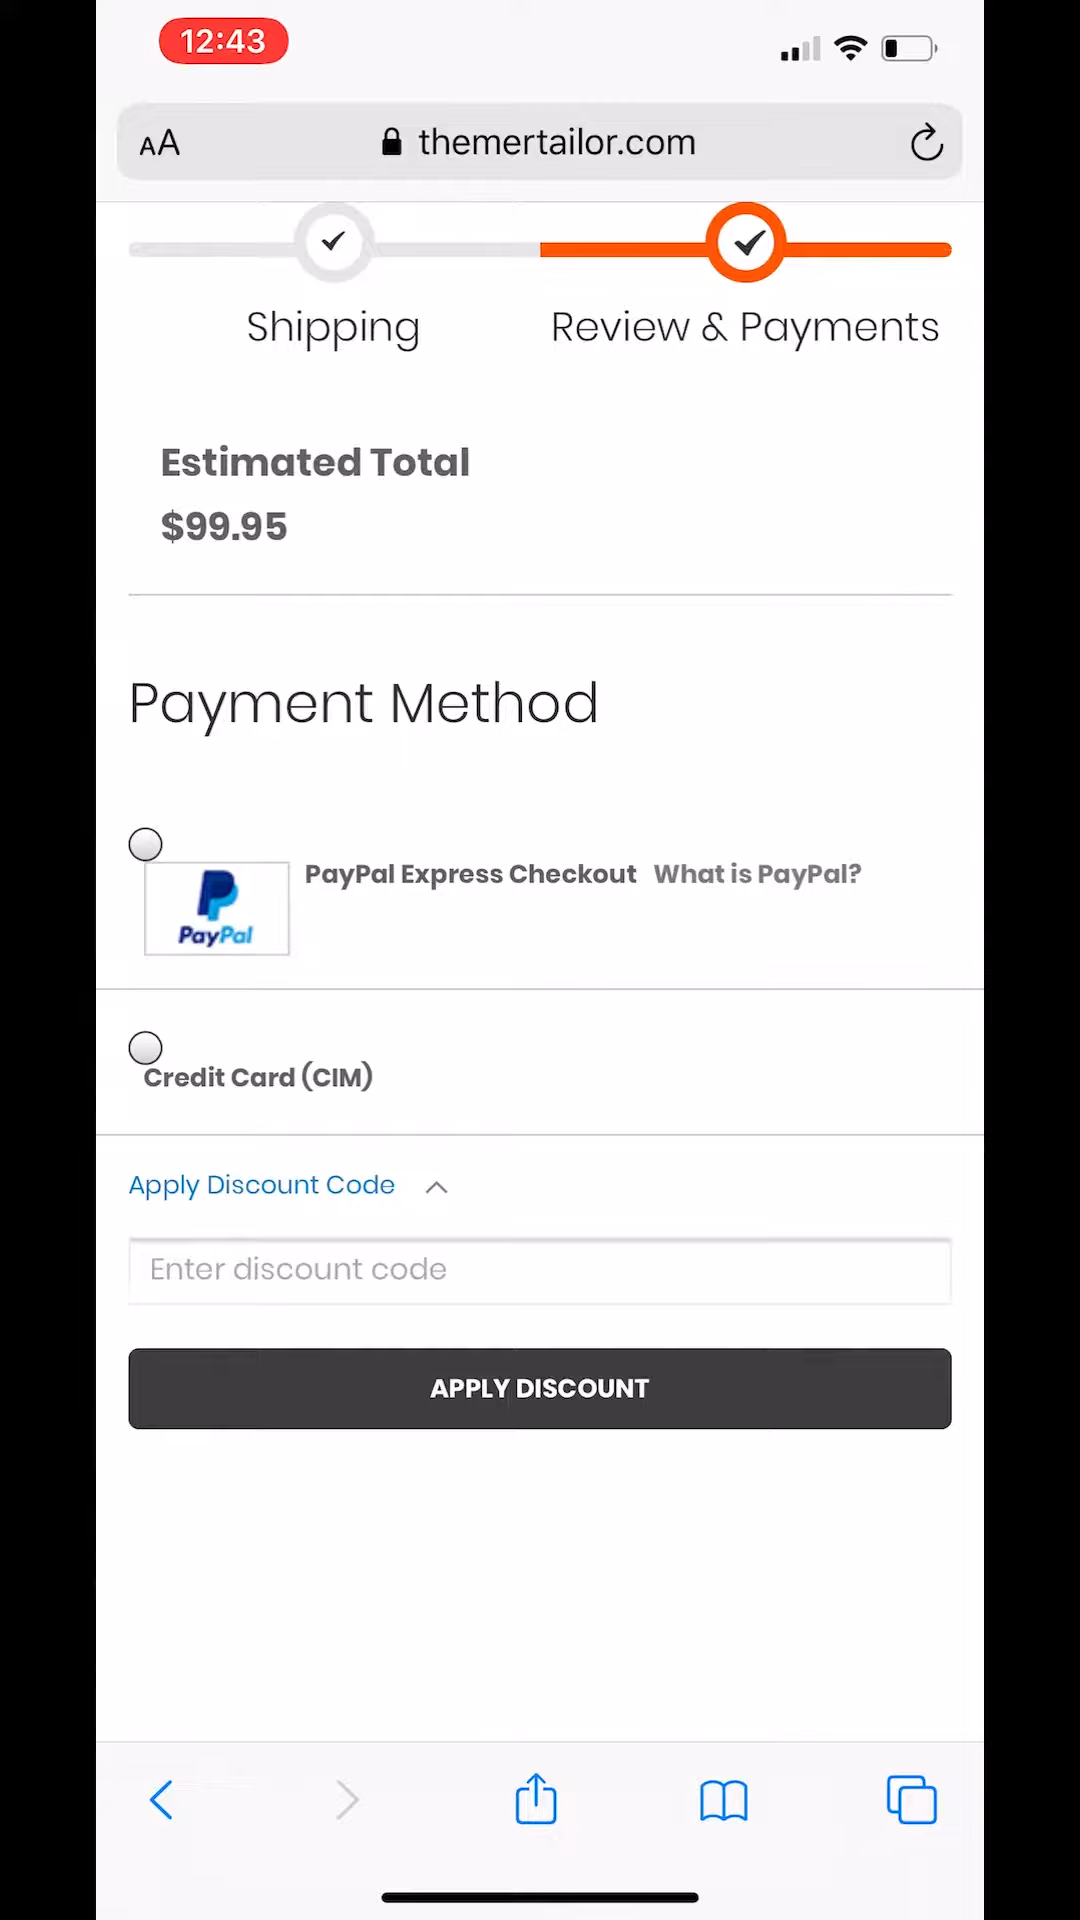 12:43
AA themertailor.com
Shipping Review & Payments
Estimated Total
$99.95
Payment Method
PayPal Express Checkout What is PayPal?
PayPal
Credit Card (CIM)
Apply Discount Code
Enter discount code
APPLY DISCOUNT